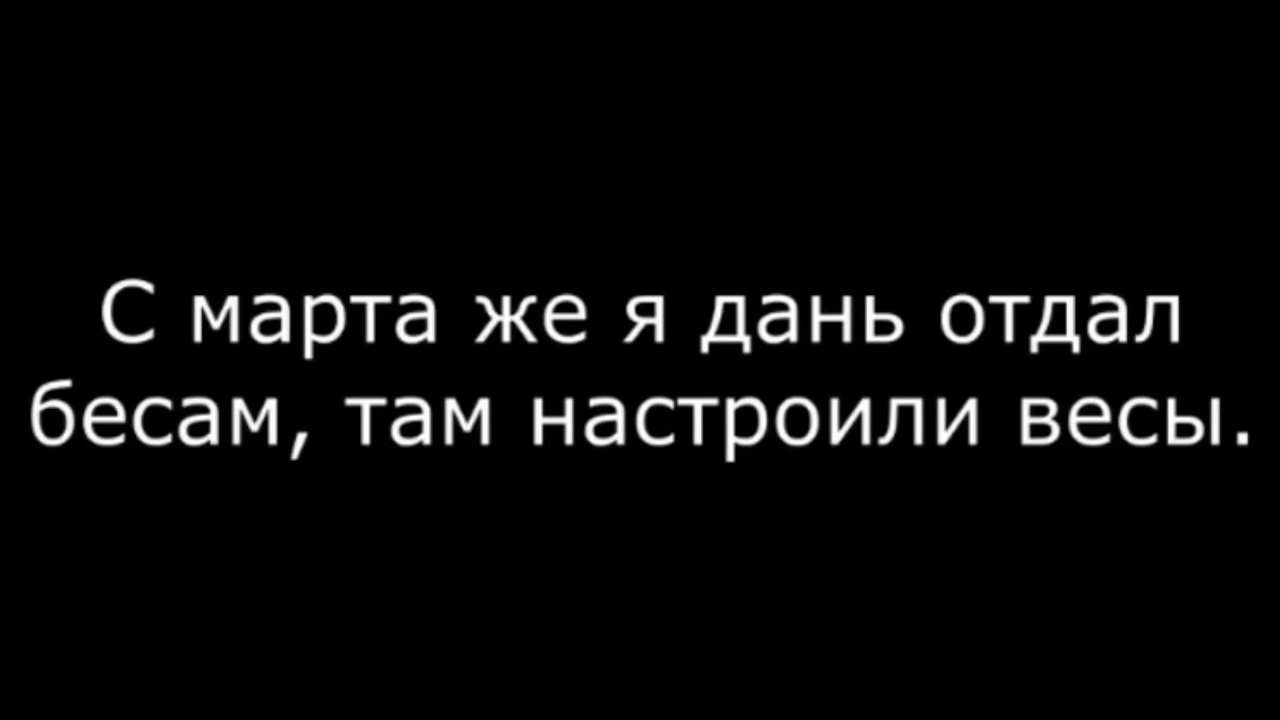 С марта же я дань отдал
бесам, там настроили весы.